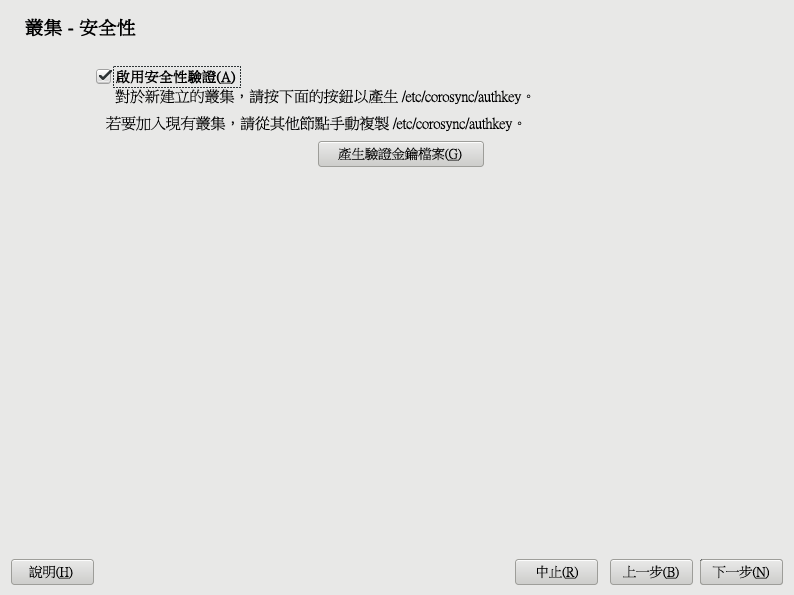 叢集 - 安全性
啟用安全性驗證(A)
對於新建立的叢集，請按下面的按鈕以產生 /etc/corosync/authkey。
若要加入現有叢集，請從其他節點手動複製 /etc/corosync/authkey。
產生驗證金鑰檔案(G)
說明(H) 中止(R) 上一步(B) 下一步(N)